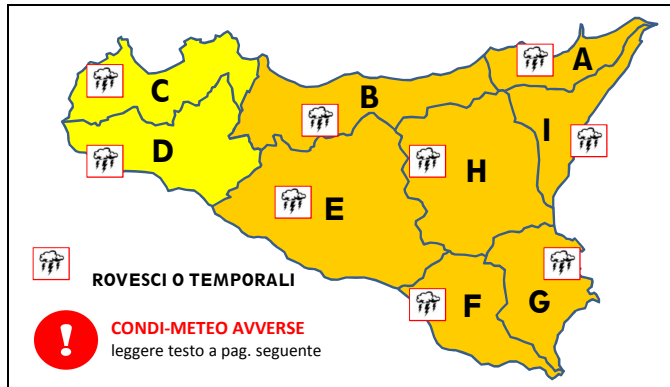 A
C
B
I
D
H
E
F
G
ROVESCI O TEMPORALI
!
CONDI-METEO AVVERSE
leggere testo a pag. seguente